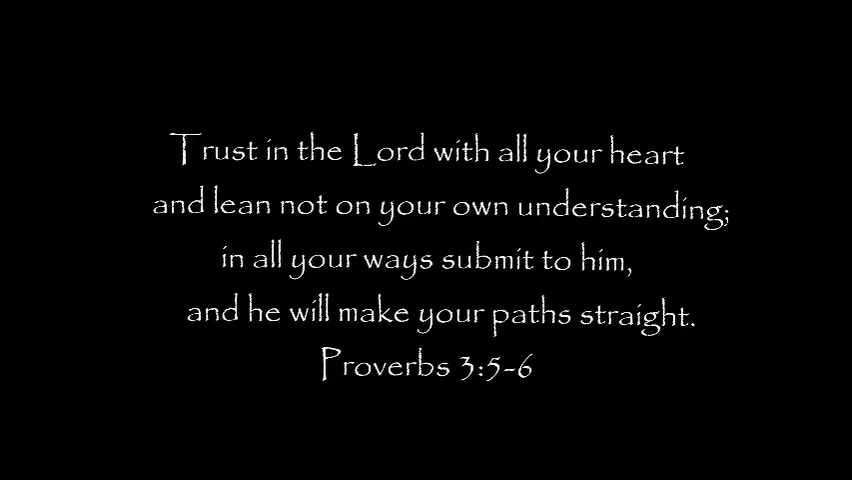 Trust in the Lord with all your heart
and lean not on your own understanding;
in all your ways submit to him,
and he will make your paths straight.
Proverbs 3:5-6